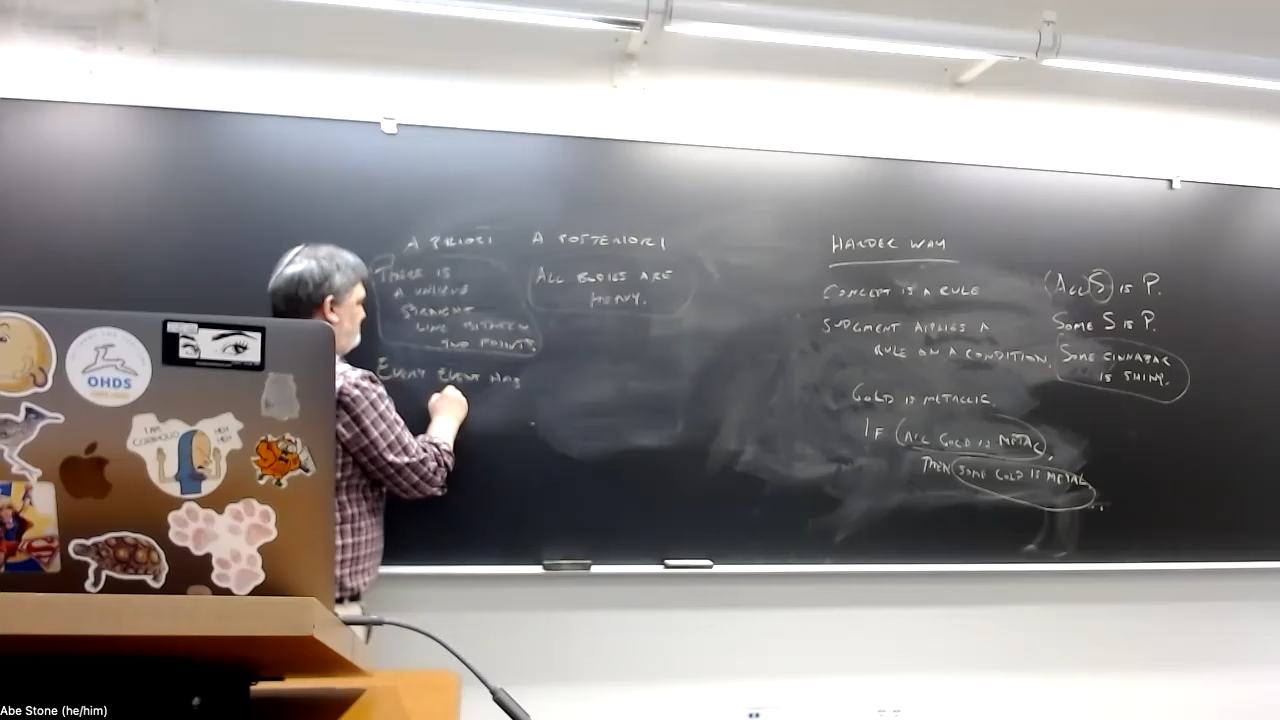 A PRIORI
THERE IS
A UNIQUE
STRAIGHT
LINE BETWEEN
TWO POINTS.
EVERY EVENT HAS
A POSTERIORI
ALL BODIES ARE
HEAVY.
HARDER WAY
CONCEPT IS A RULE
JUDGMENT APPLIES A
RULE ON A CONDITION.
GOLD IS METALLIC.
IF (ALL GOLD IS METAL),
THEN SOME GOLD IS METAL
(ALL) S IS P.
SOME S IS P.
SOME CINNABAR
IS SHINY.
OHDS
I AM
CORNHOLIO
Abe Stone (he/him)